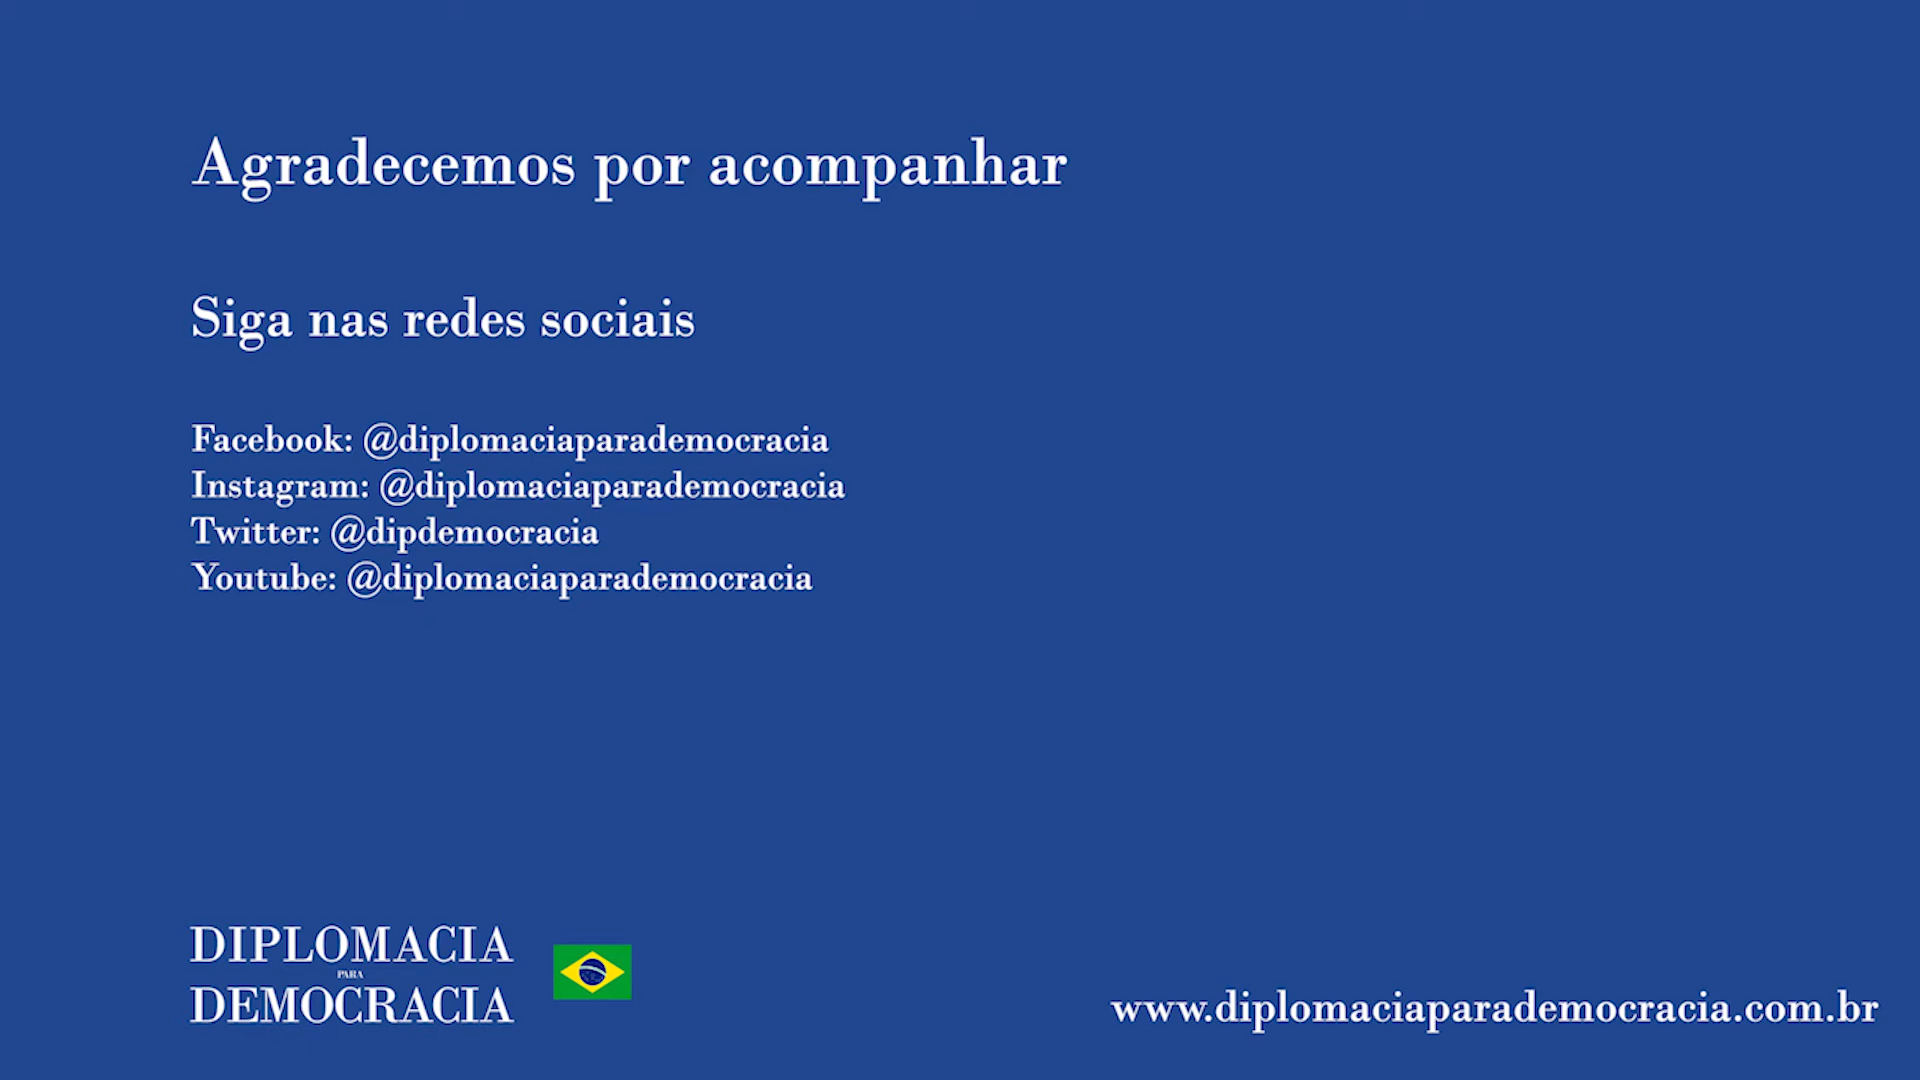 Agradecemos por acompanhar
Siga nas redes sociais
Facebook: @diplomaciaparademocracia
Instagram: @diplomaciaparademocracia
Twitter: @dipdemocracia
Youtube: @diplomaciaparademocracia
DIPLOMACIA
PARA
DEMOCRACIA
www.diplomaciaparademocracia.com.br